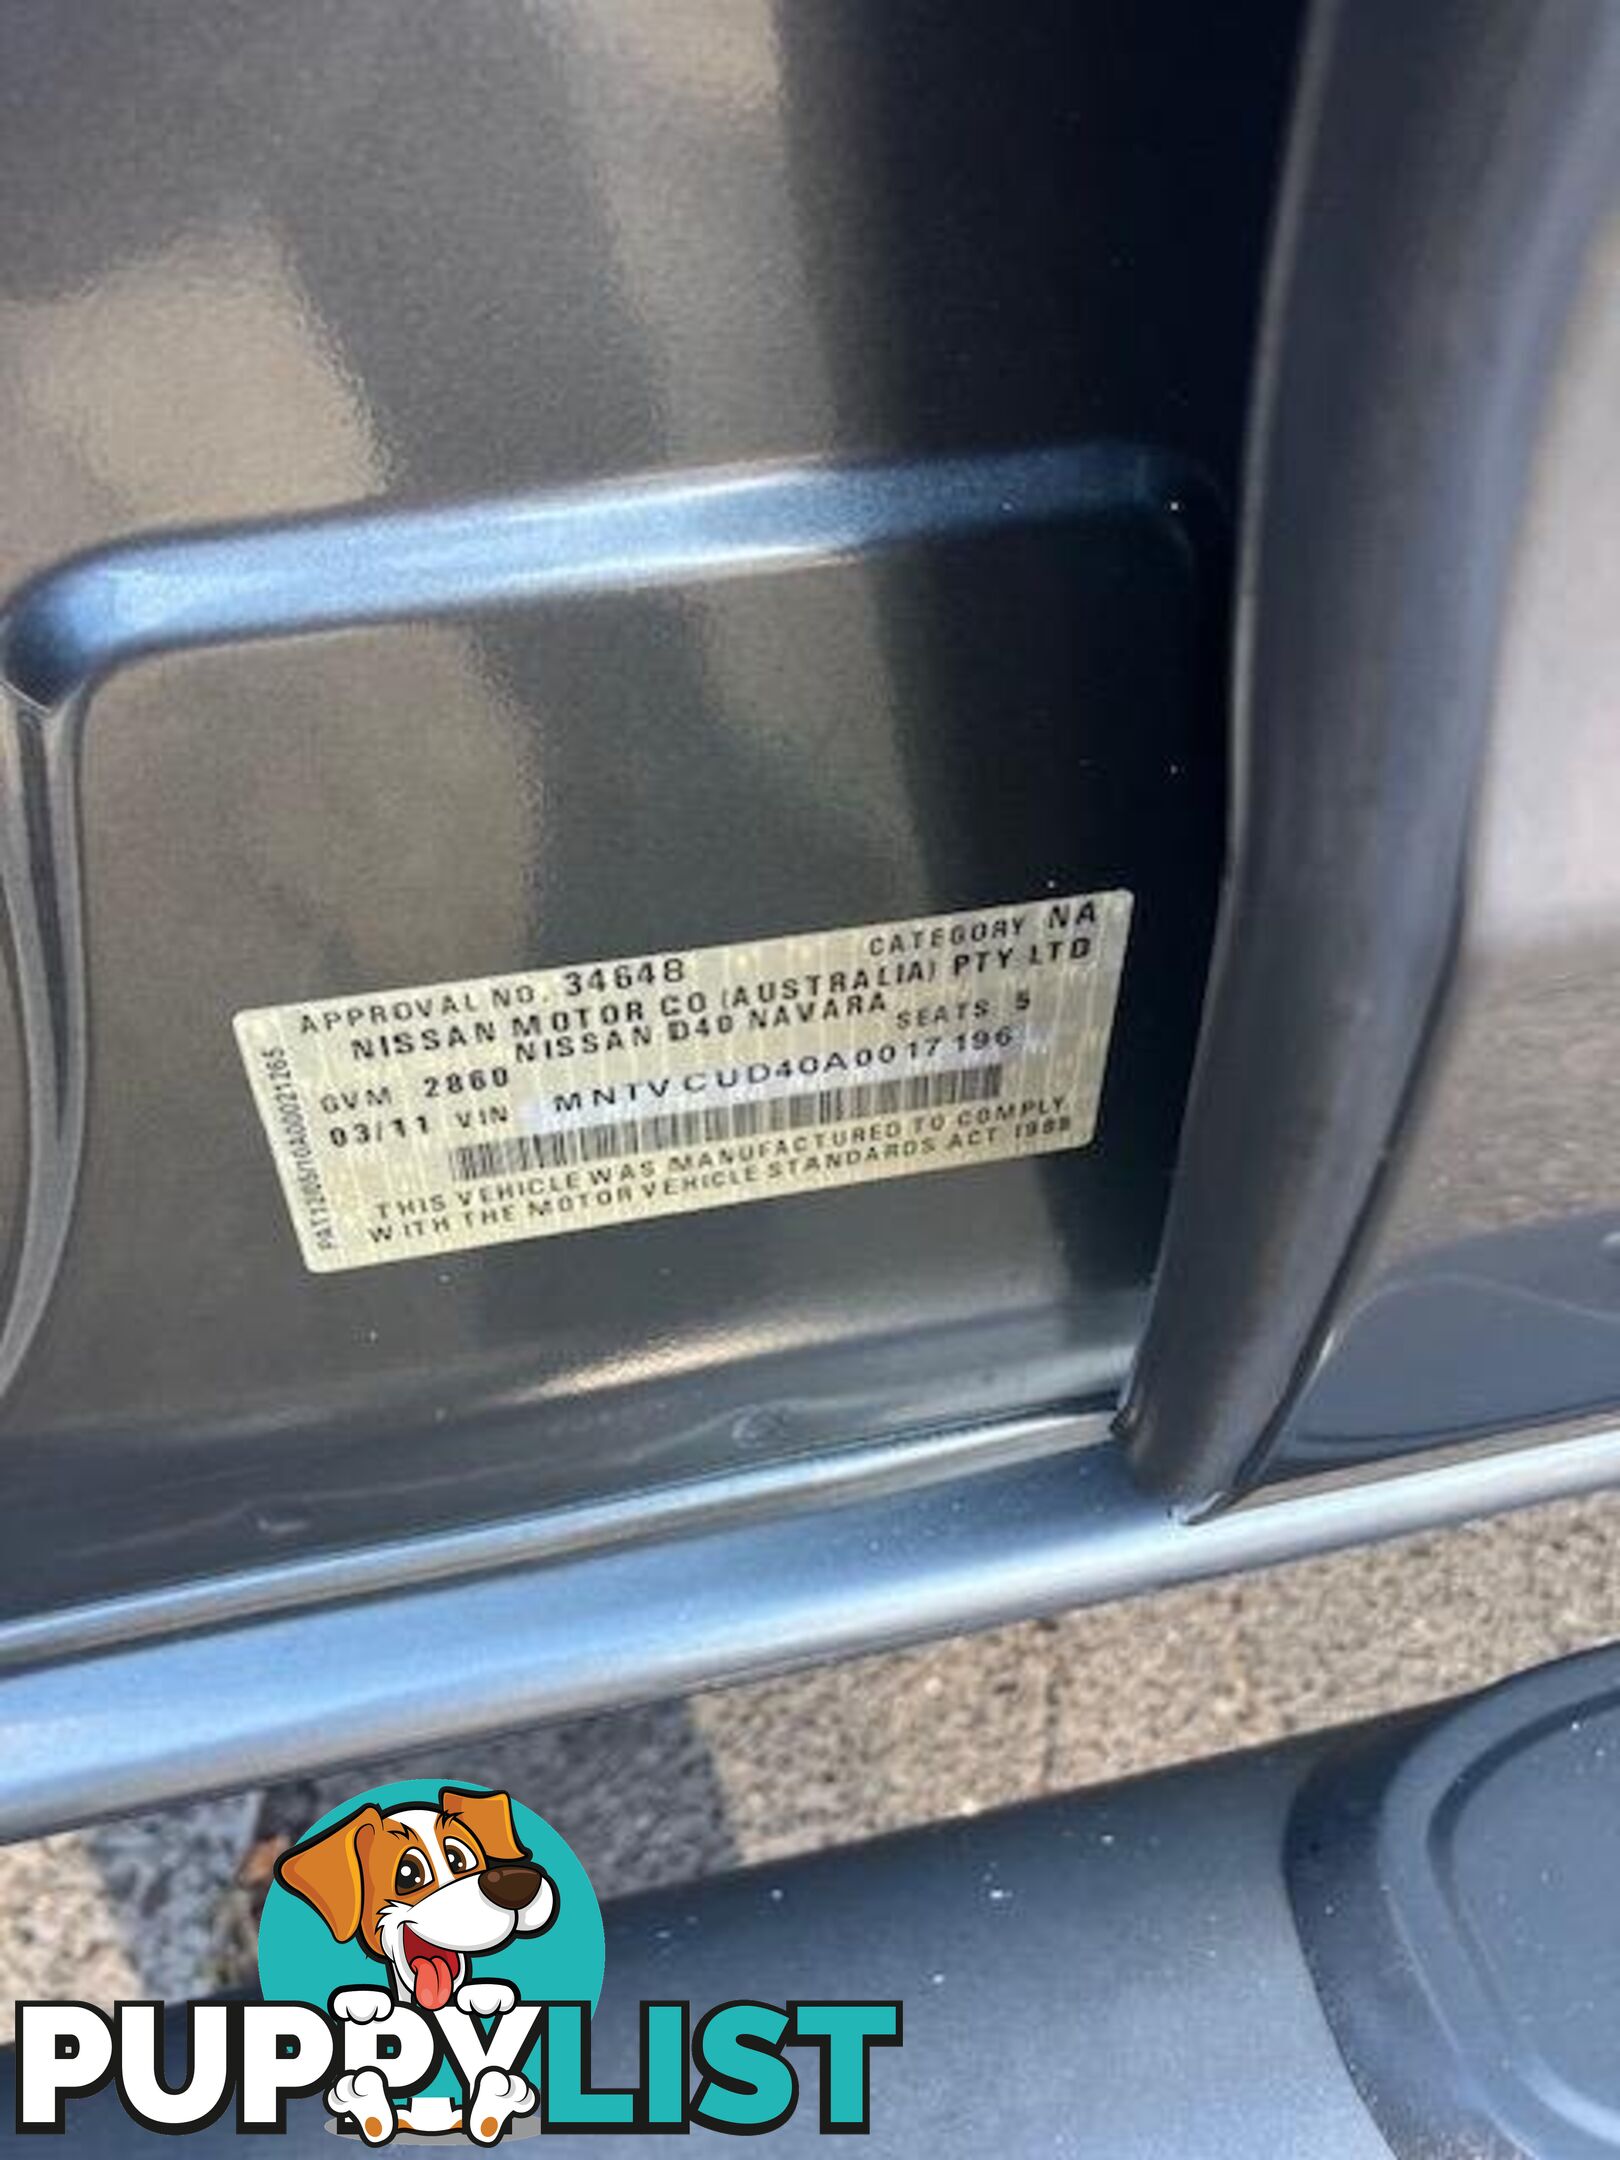 APPROVAL NO. 34648 CATEGORY NA
NISSAN MOTOR CO (AUSTRALIA) PTY LTD
NISSAN D40 NAVARA
GVM 2860 SEATS 5
03/11 VIN MNTVCUD40A0017196
THIS VEHICLE WAS MANUFACTURED TO COMPLY
WITH THE MOTOR VEHICLE STANDARDS ACT 1989
PUPPYLIST